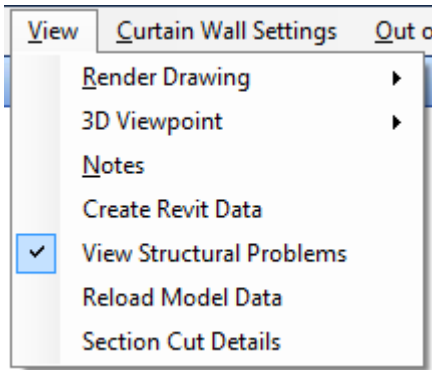 View Curtain Wall Settings Out o
Render Drawing
3D Viewpoint
Notes
Create Revit Data
View Structural Problems
Reload Model Data
Section Cut Details